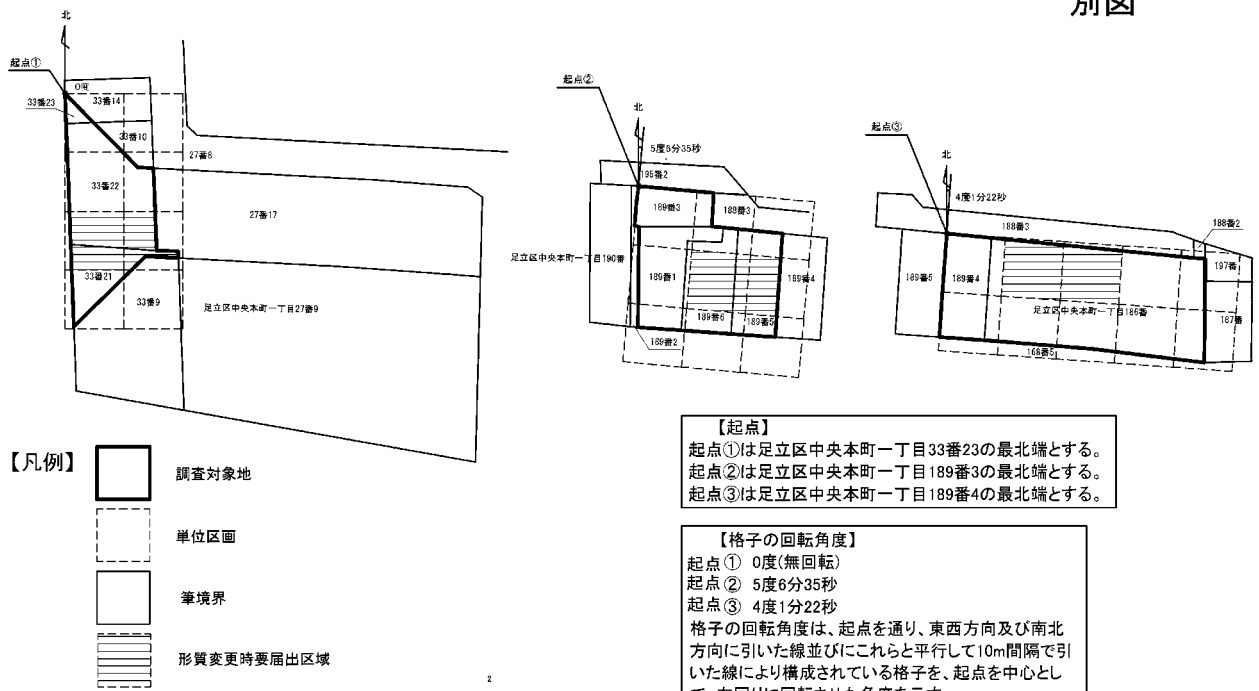 別図
北
起点①
0度
33番14
33番23
33番10
27番8
33番22
27番17
33番21
33番9
足立区中央本町一丁目27番9
起点②
北
5度6分35秒
195番2
189番3
188番3
足立区中央本町一丁目190番
189番1
189番4
189番6
189番5
189番2
起点③
北
4度1分22秒
188番3
188番2
197番
189番5
189番4
足立区中央本町一丁目186番
187番
168番5
【凡例】
調査対象地
単位区画
筆境界
形質変更時要届出区域
2
【起点】
起点①は足立区中央本町一丁目33番23の最北端とする。
起点②は足立区中央本町一丁目189番3の最北端とする。
起点③は足立区中央本町一丁目189番4の最北端とする。
【格子の回転角度】
起点① 0度(無回転)
起点② 5度6分35秒
起点③ 4度1分22秒
格子の回転角度は、起点を通り、東西方向及び南北
方向に引いた線並びにこれらと平行して10m間隔で引
いた線により構成されている格子を、起点を中心とし